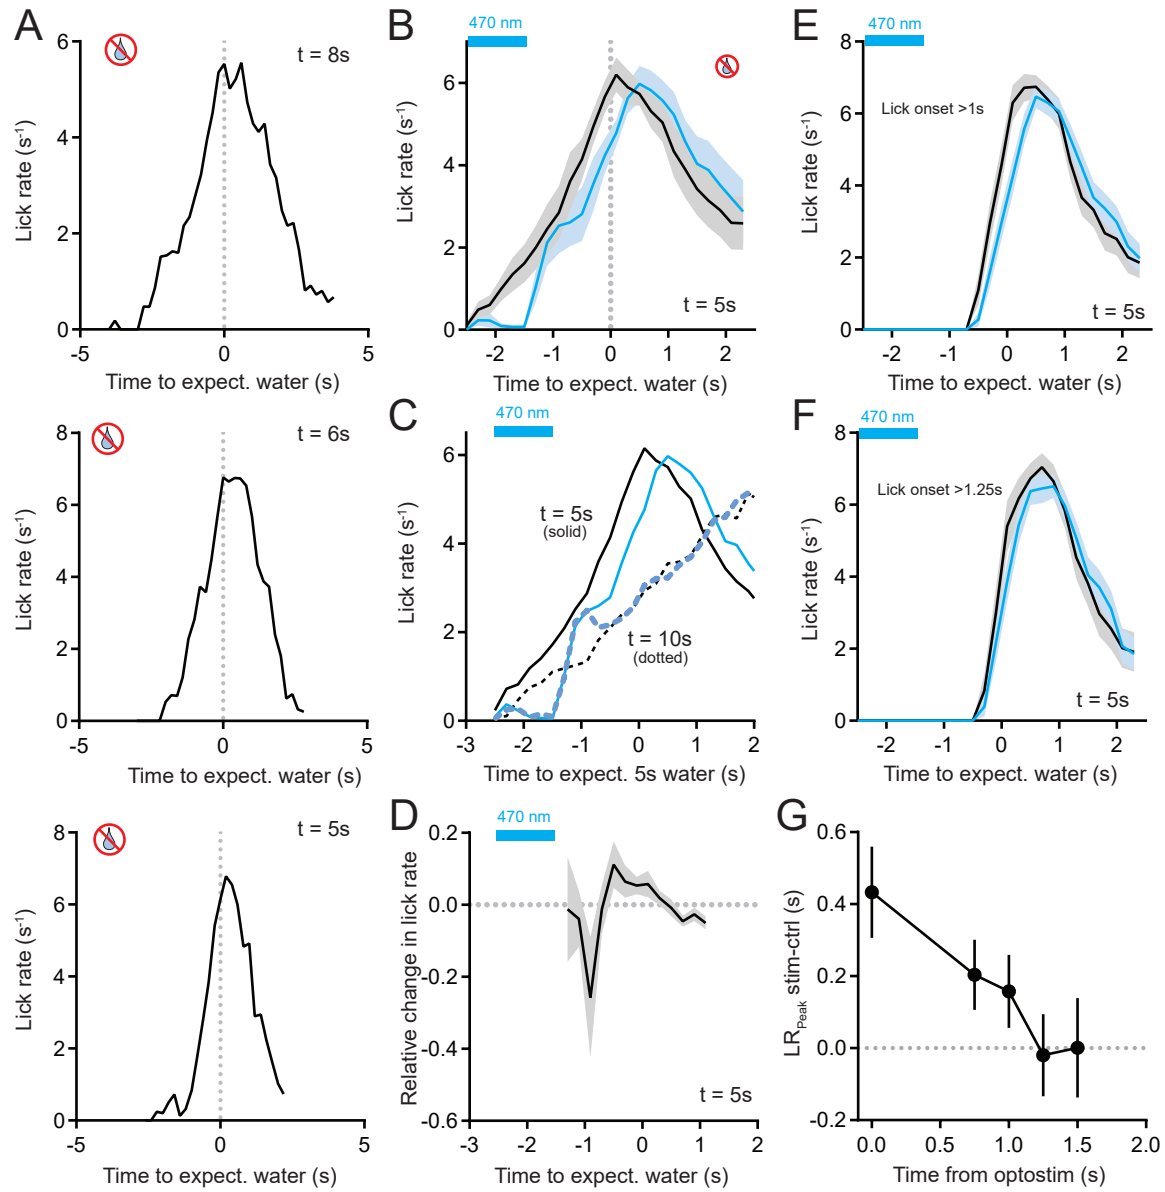 A
t = 8s
Lick rate (s⁻¹)
6
4
2
0
-5
0
5
Time to expect. water (s)
t = 6s
Lick rate (s⁻¹)
8
6
4
2
0
-5
0
5
Time to expect. water (s)
t = 5s
Lick rate (s⁻¹)
8
6
4
2
0
-5
0
5
Time to expect. water (s)
B
470 nm
Lick rate (s⁻¹)
6
4
2
0
-2
-1
0
1
2
t = 5s
Time to expect. water (s)
C
470 nm
Lick rate (s⁻¹)
6
4
2
0
t = 5s
(solid)
t = 10s
(dotted)
-3
-2
-1
0
1
2
Time to expect. 5s water (s)
D
470 nm
Relative change in lick rate
0.2
0.0
-0.2
-0.4
-0.6
t = 5s
-3
-2
-1
0
1
2
Time to expect. water (s)
E
470 nm
Lick rate (s⁻¹)
8
6
4
2
0
Lick onset >1s
t = 5s
-2
-1
0
1
2
Time to expect. water (s)
F
470 nm
Lick rate (s⁻¹)
8
6
4
2
0
Lick onset >1.25s
t = 5s
-2
-1
0
1
2
Time to expect. water (s)
G
LRPeak stim-ctrl (s)
0.6
0.4
0.2
0.0
-0.2
0.0
0.5
1.0
1.5
2.0
Time from optostim (s)